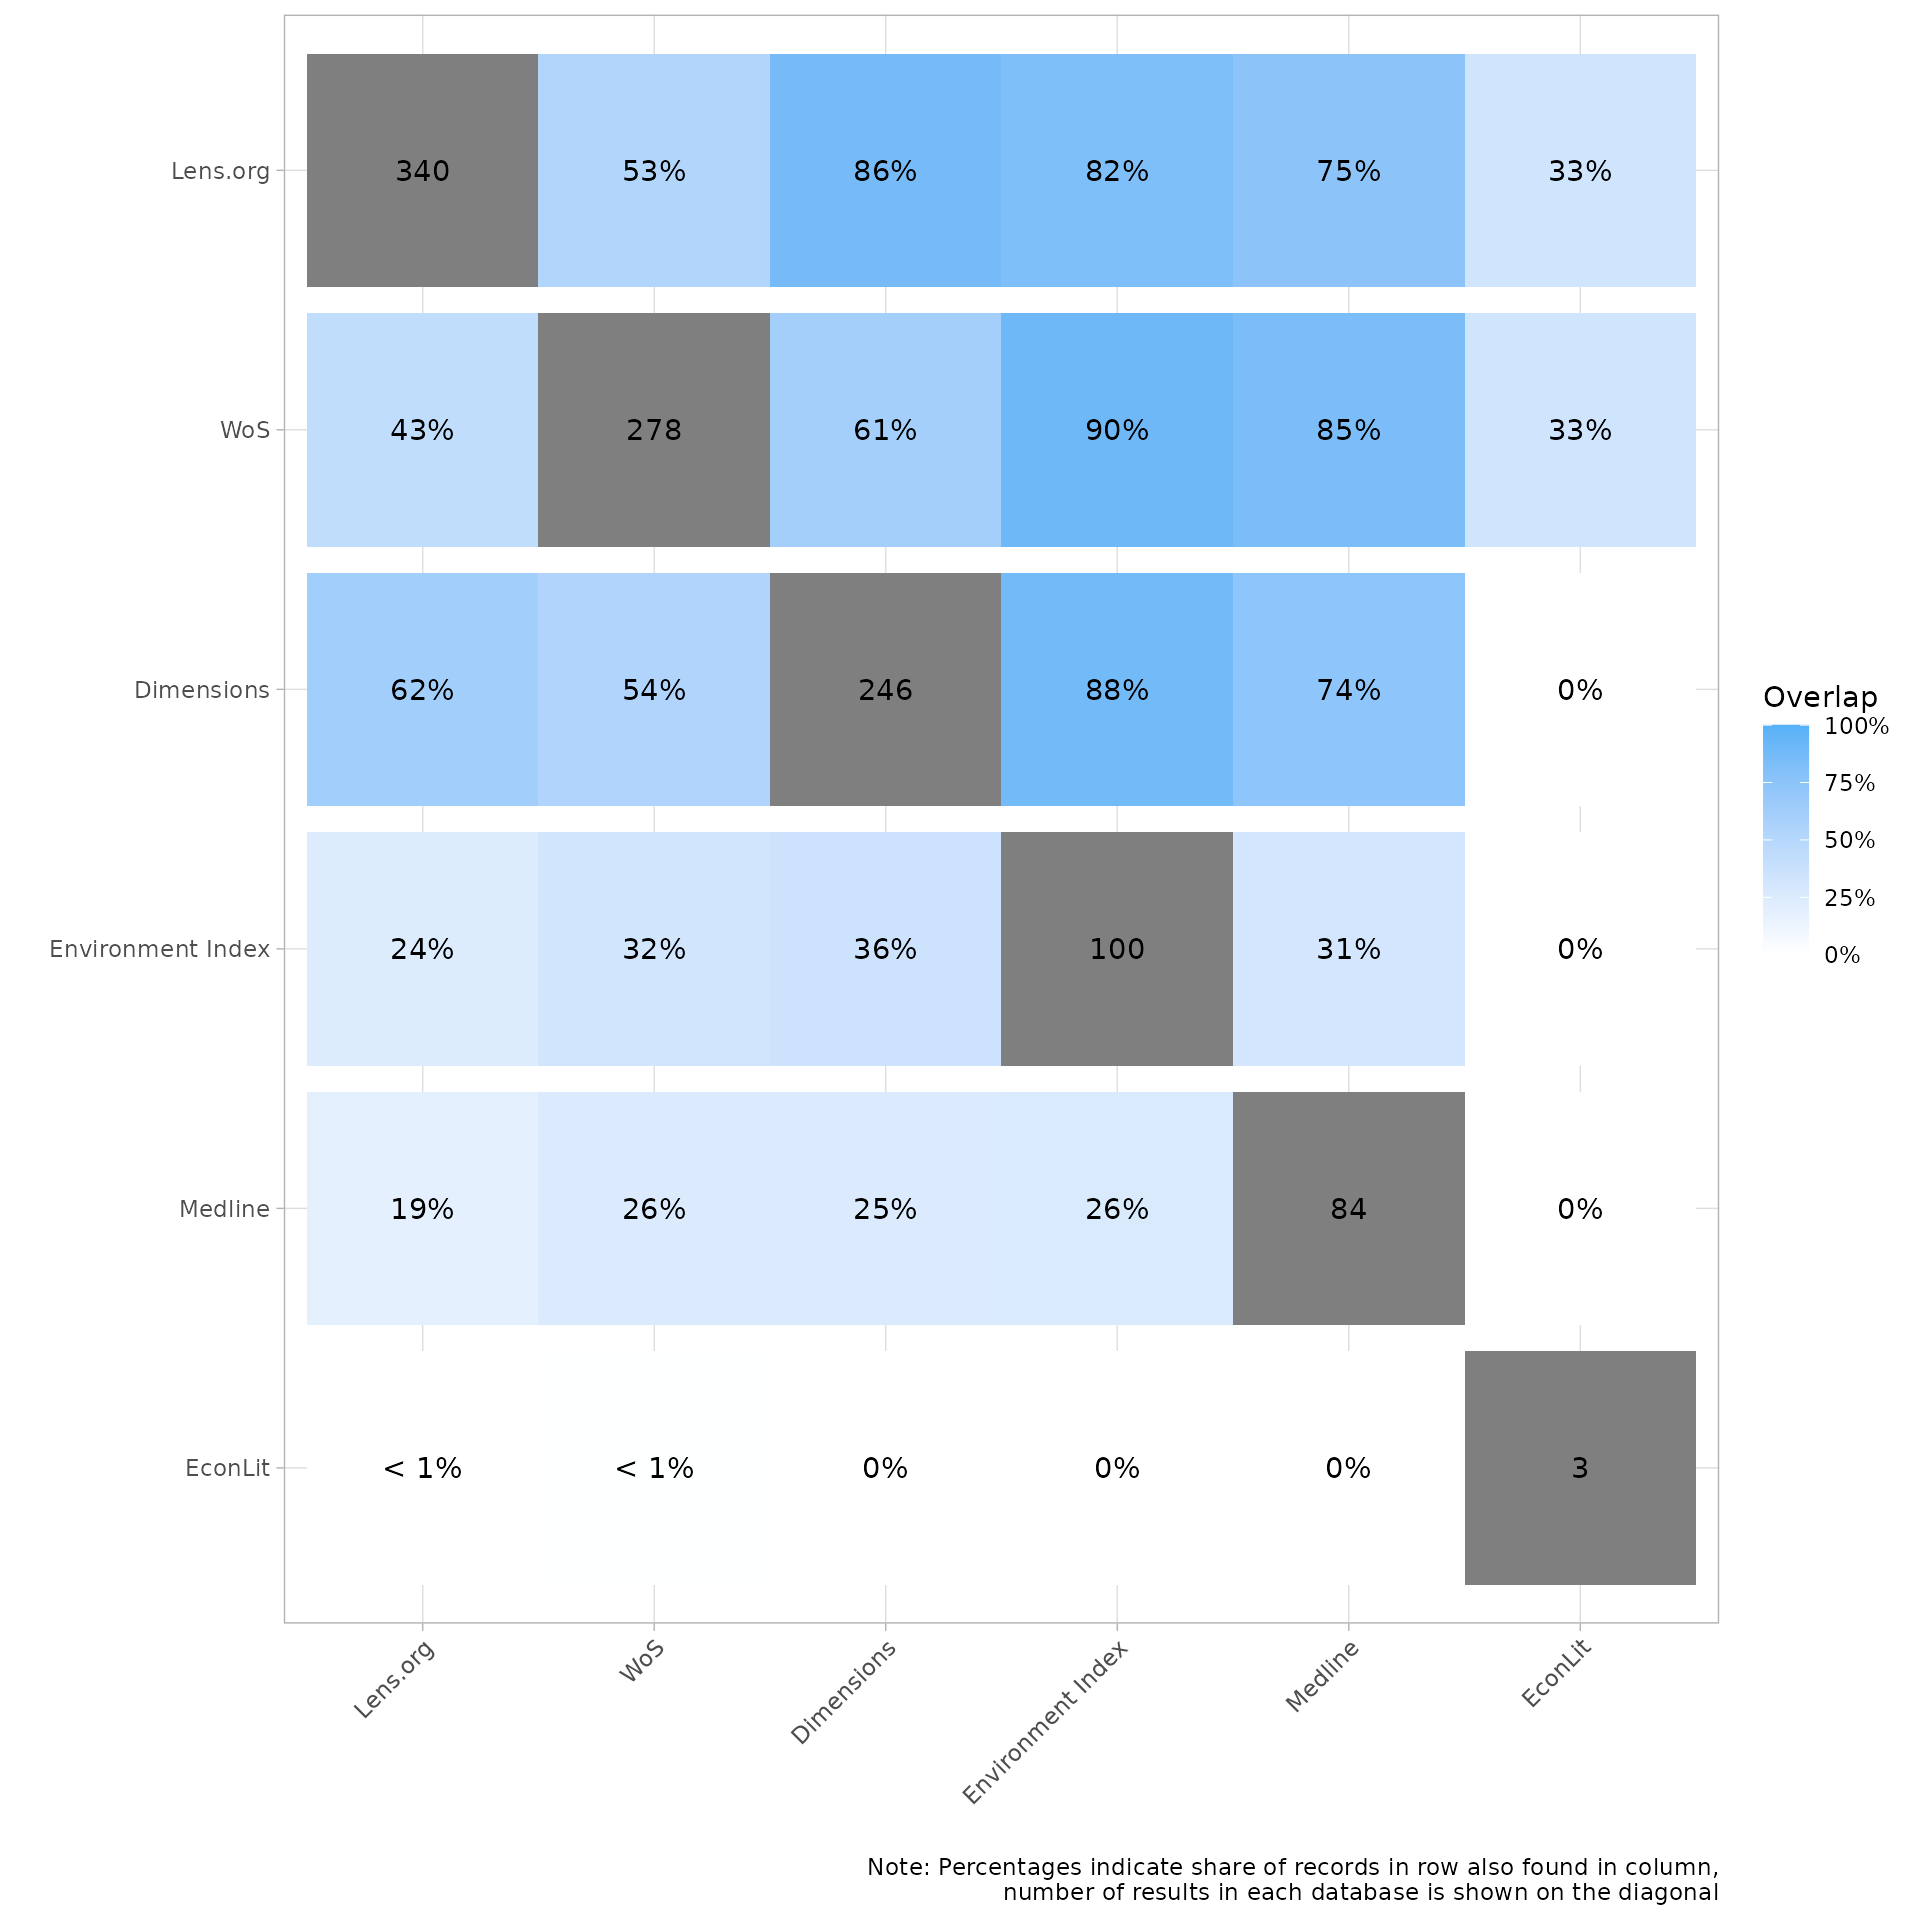 Lens.org 340 53% 86% 82% 75% 33%
WoS 43% 278 61% 90% 85% 33%
Dimensions 62% 54% 246 88% 74% 0%
Environment Index 24% 32% 36% 100 31% 0%
Medline 19% 26% 25% 26% 84 0%
EconLit < 1% < 1% 0% 0% 0% 3
Lens.org WoS Dimensions Environment Index Medline EconLit
Overlap
100%
75%
50%
25%
0%
Note: Percentages indicate share of records in row also found in column,
number of results in each database is shown on the diagonal